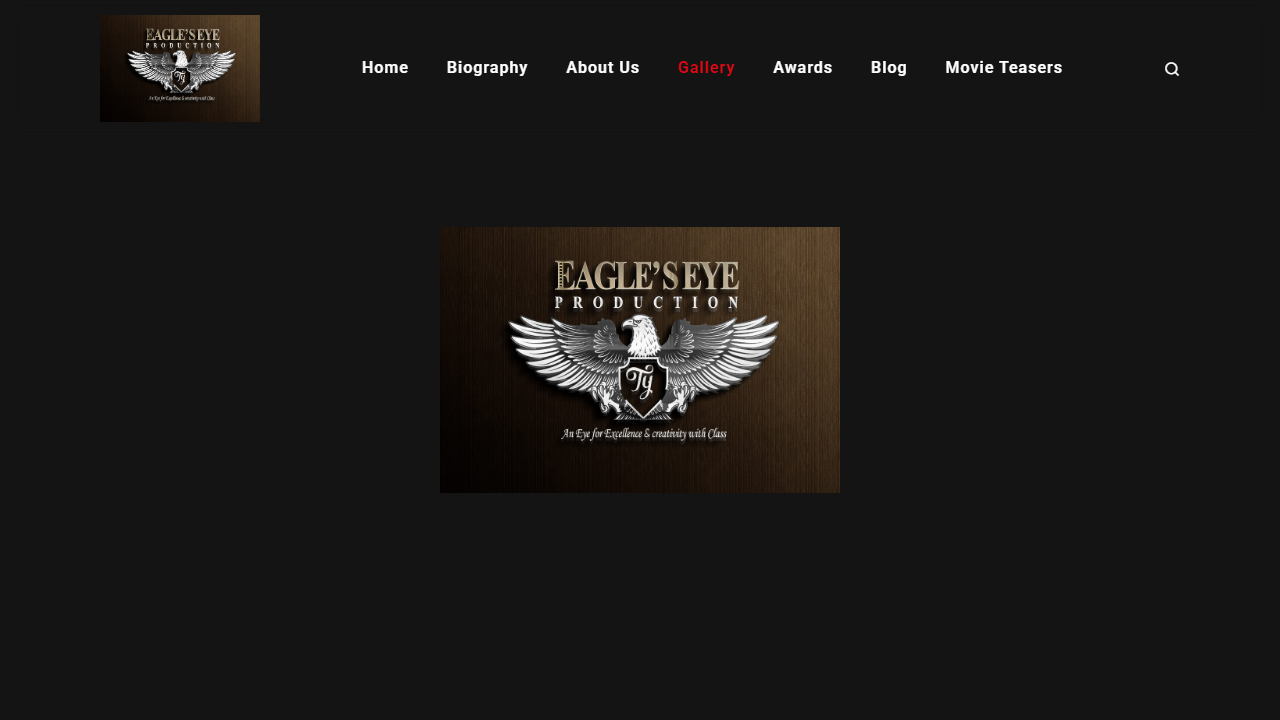 EAGLE'S EYE
PRODUCTION
Ty
An Eye for Excellence & creativity with Class
Home
Biography
About Us
Gallery
Awards
Blog
Movie Teasers
EAGLE'S EYE
PRODUCTION
Ty
An Eye for Excellence & creativity with Class